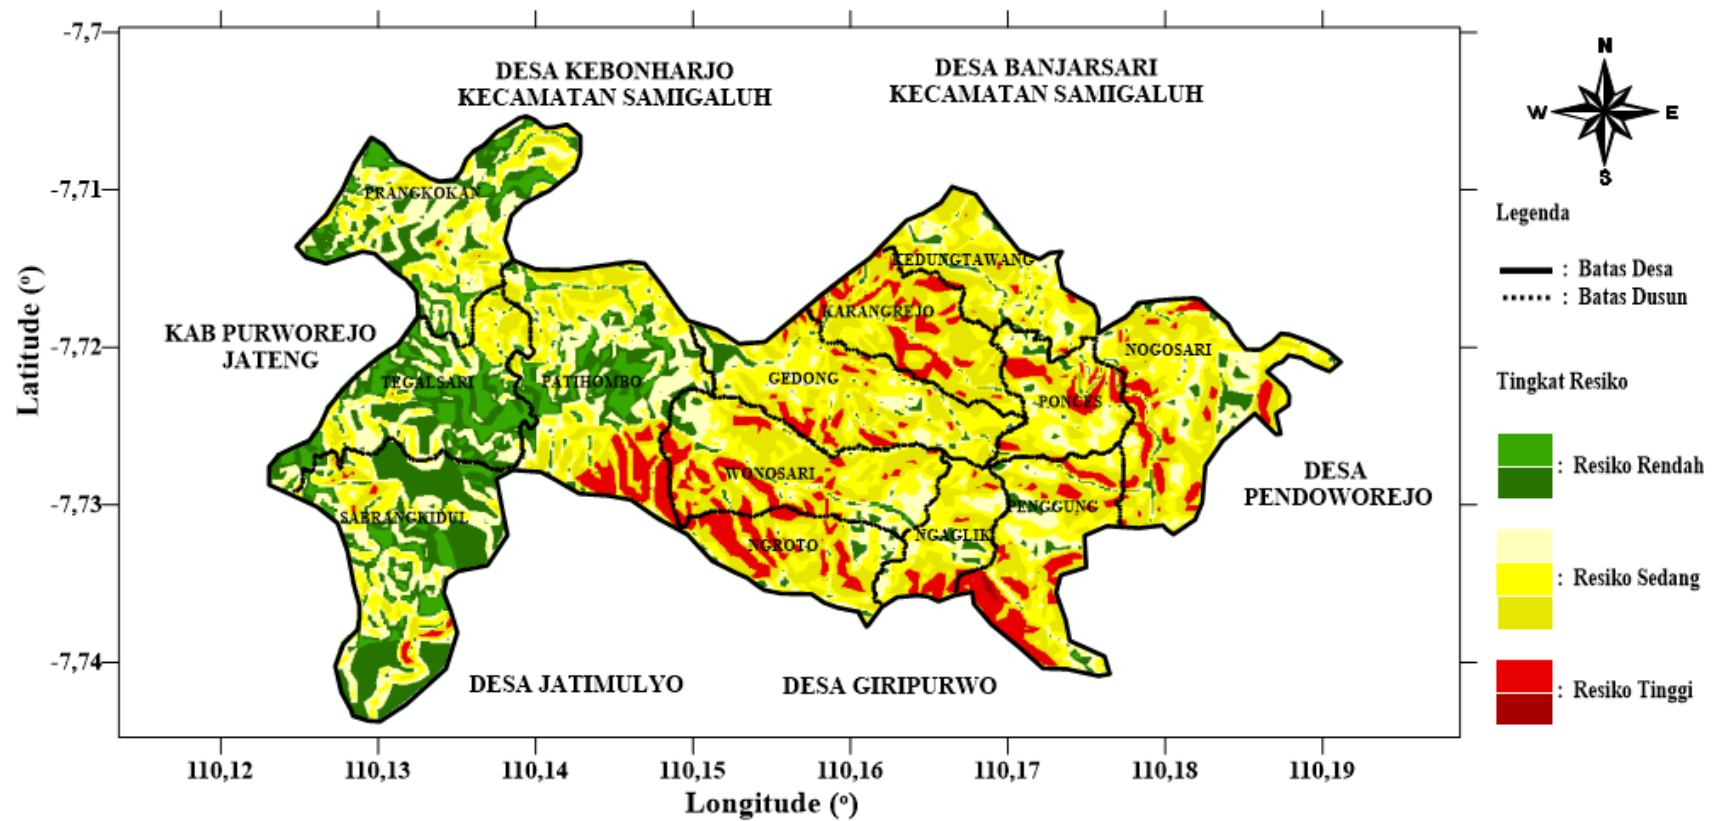 -7,7
-7,71
-7,72
-7,73
-7,74
Latitude (º)
DESA KEBONHARJO
KECAMATAN SAMIGALUH
DESA BANJARSARI
KECAMATAN SAMIGALUH
KAB PURWOREJO
JATENG
PRANGKOKAN
KEDUNGTAWANG
KARANGREJO
NOGOSARI
TEGALSARI
PATIHOMBO
GEDONG
PONCES
WONOSARI
SABRANGKIDUL
PENGGUNG
NGROTO
NGAGLIK
DESA
PENDOWOREJO
DESA JATIMULYO
DESA GIRIPURWO
110,12
110,13
110,14
110,15
110,16
110,17
110,18
110,19
Longitude (º)
N
W
E
S
Legenda
: Batas Desa
: Batas Dusun
Tingkat Resiko
: Resiko Rendah
: Resiko Sedang
: Resiko Tinggi